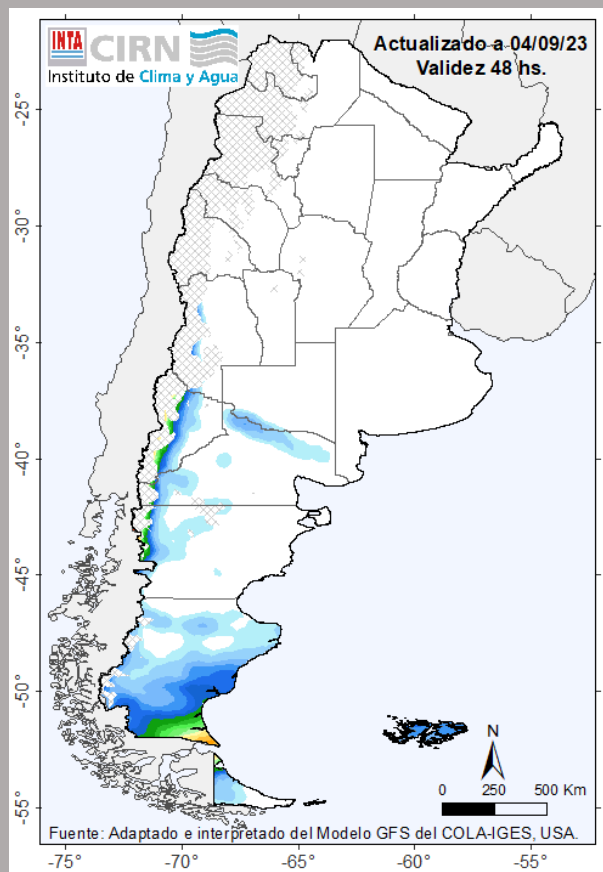 INTA CIRN
Instituto de Clima y Agua
Actualizado a 04/09/23
Validez 48 hs.
-25°
-30°
-35°
-40°
-45°
-50°
-55°
N
0 250 500 Km
Fuente: Adaptado e interpretado del Modelo GFS del COLA-IGES, USA.
-75° -70° -65° -60° -55°